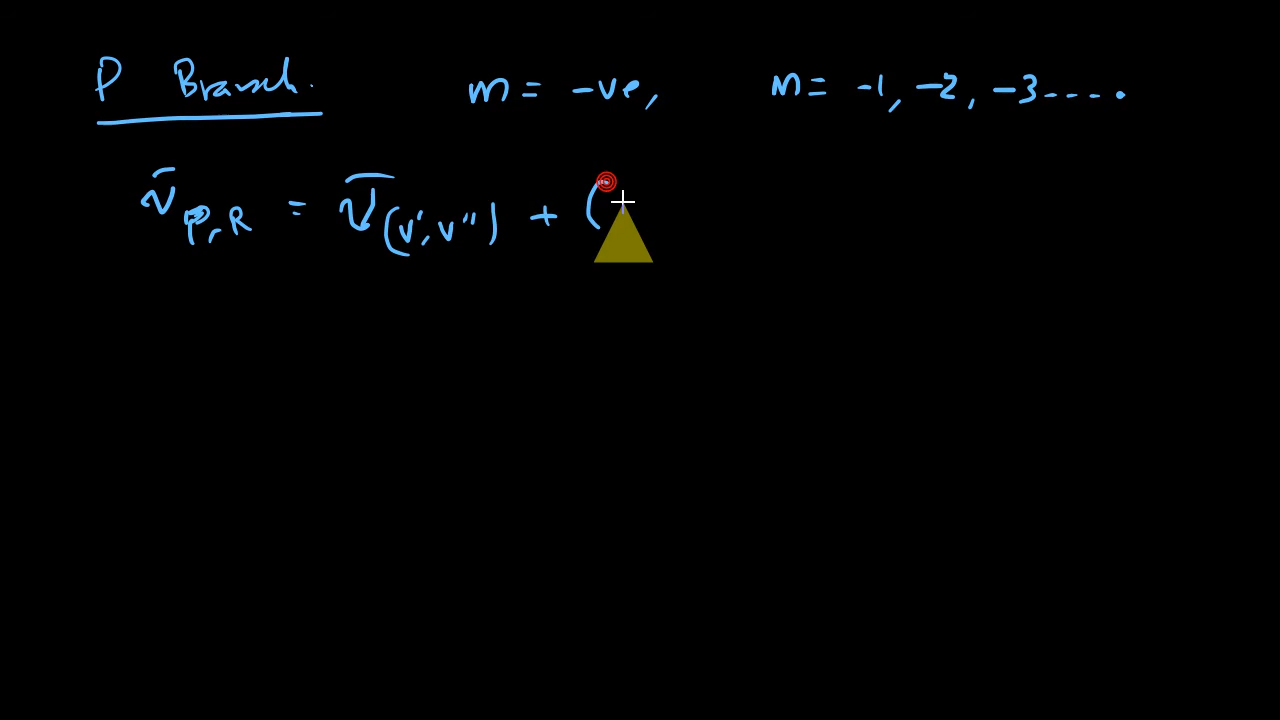 P Branch. m = -ve, m = -1, -2, -3 .....
ν̄ P,R = ν̄ (v', v'') + (